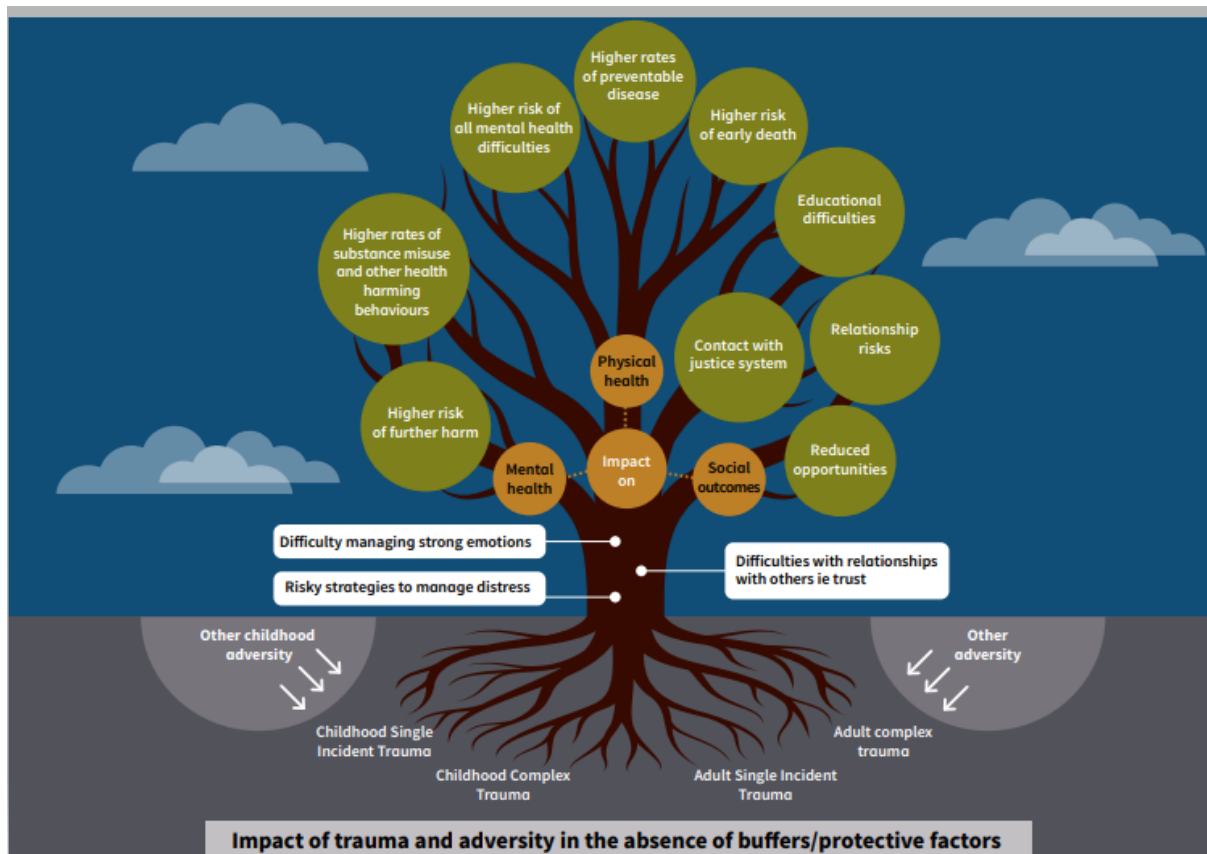 Higher rates
of preventable
disease
Higher risk of
all mental health
difficulties
Higher risk
of early death
Educational
difficulties
Higher rates of
substance misuse
and other health
harming
behaviours
Relationship
risks
Contact with
justice system
Physical
health
Higher risk
of further harm
Reduced
opportunities
Mental
health
Impact
on
Social
outcomes
Difficulty managing strong emotions
Difficulties with relationships
with others ie trust
Risky strategies to manage distress
Other childhood
adversity
Other
adversity
Childhood Single
Incident Trauma
Childhood Complex
Trauma
Adult Single Incident
Trauma
Adult complex
trauma
Impact of trauma and adversity in the absence of buffers/protective factors